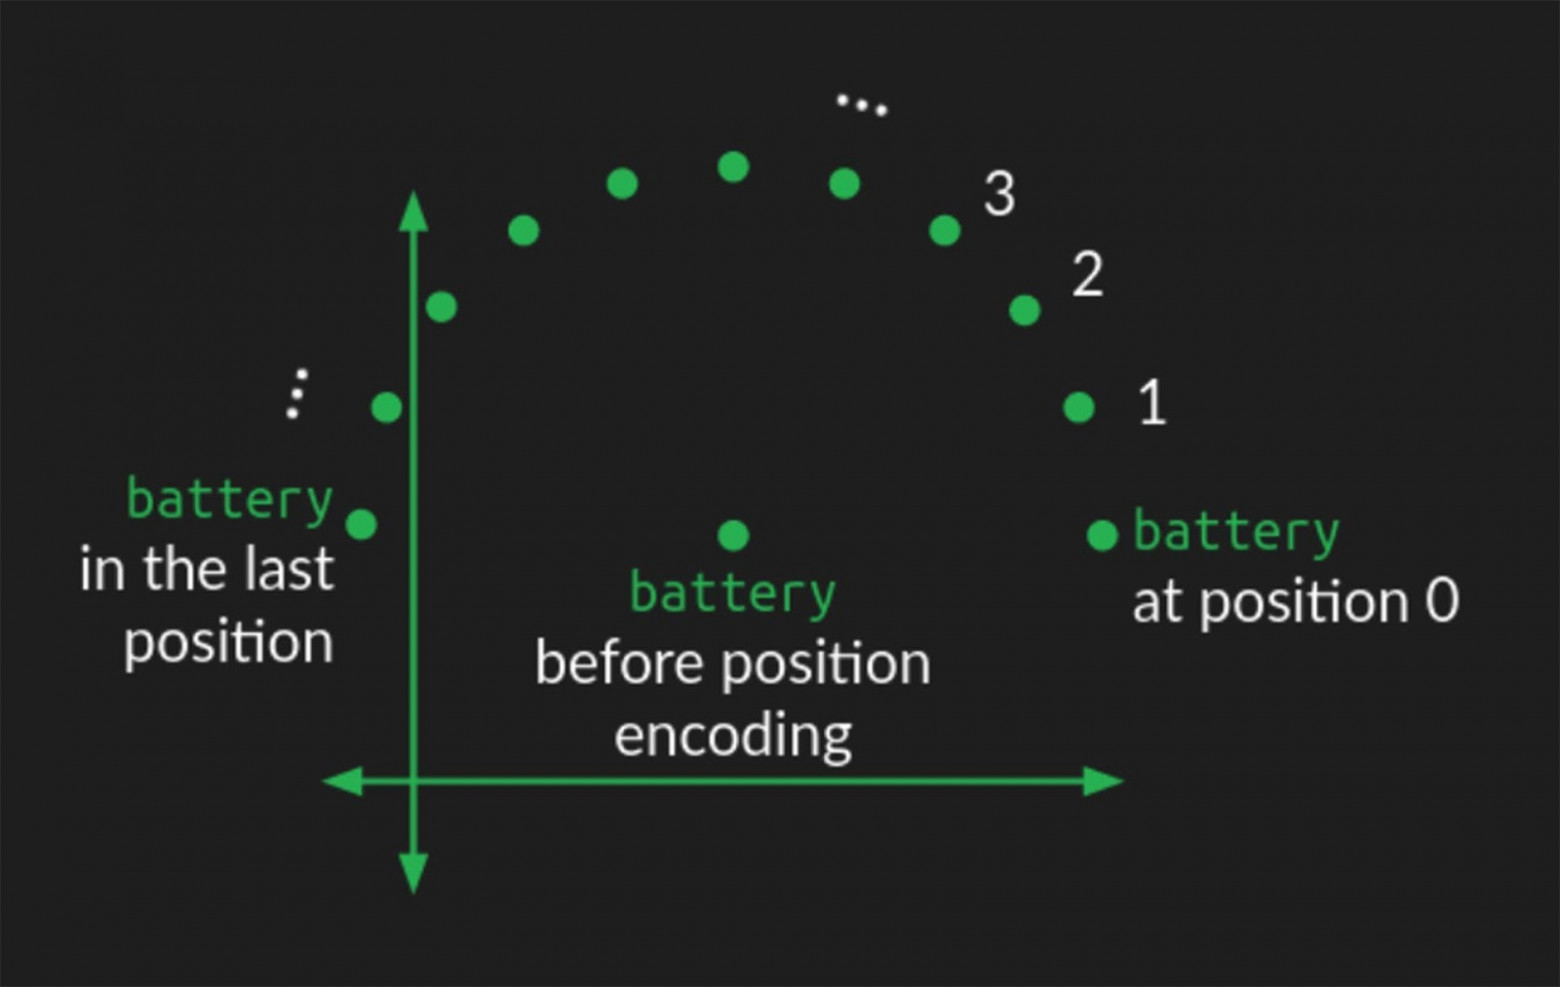 ...
3
2
1
...
battery
in the last
position
battery
before position
encoding
battery
at position 0